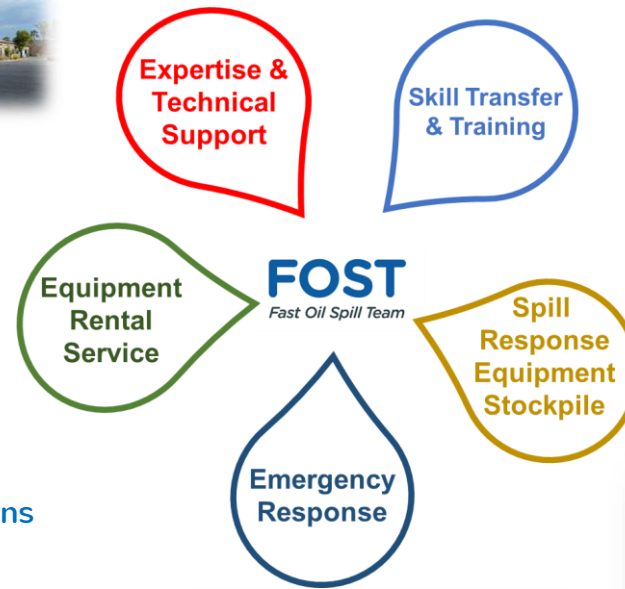 Expertise &
Technical
Support
Skill Transfer
& Training
Equipment
Rental
Service
FOST
Fast Oil Spill Team
Spill
Response
Equipment
Stockpile
Emergency
Response
ns